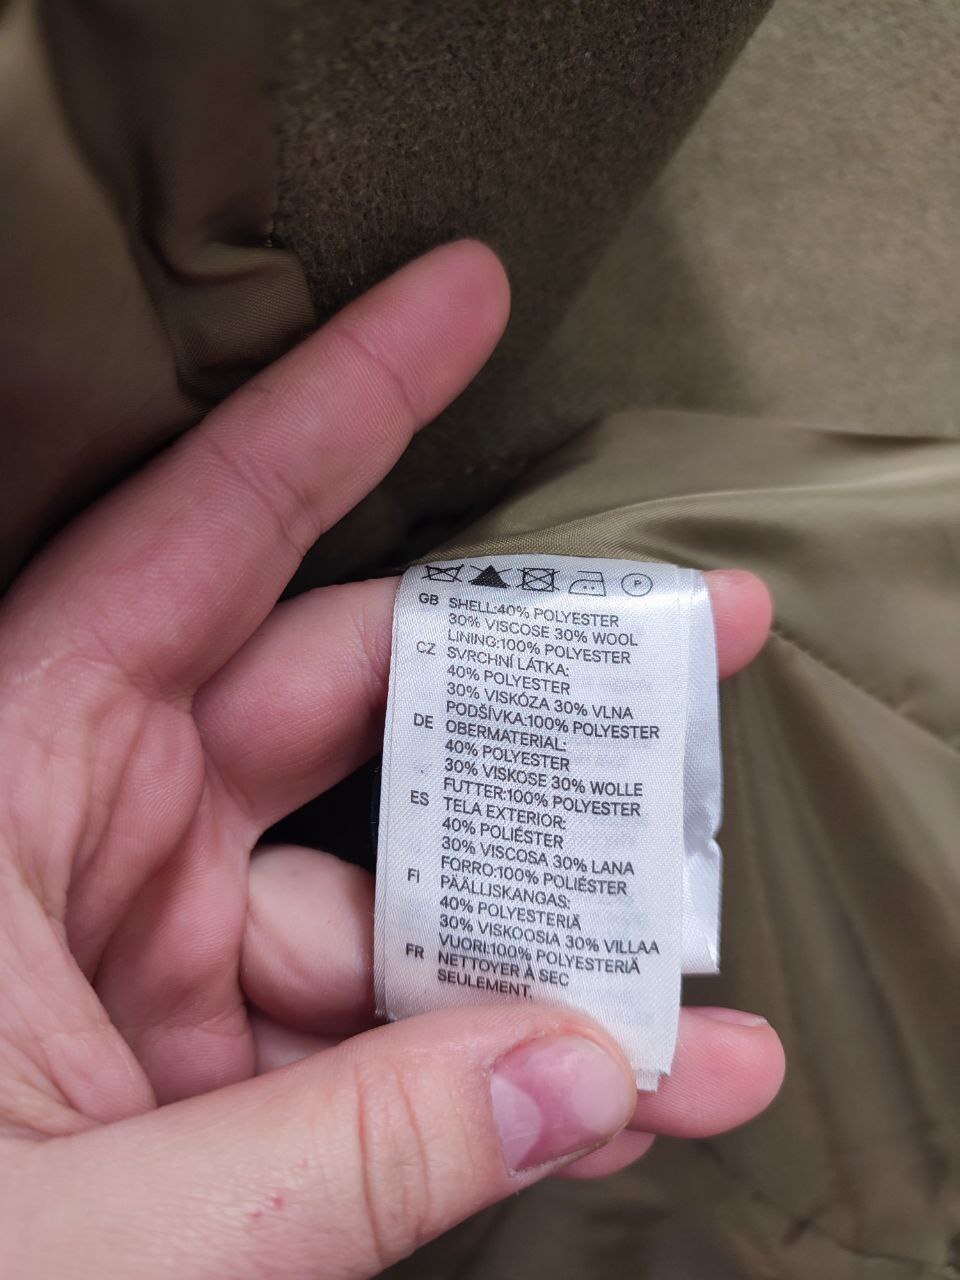 P
GB SHELL:40% POLYESTER
30% VISCOSE 30% WOOL
LINING:100% POLYESTER
CZ SVRCHNÍ LÁTKA:
40% POLYESTER
30% VISKÓZA 30% VLNA
PODŠÍVKA:100% POLYESTER
DE OBERMATERIAL:
40% POLYESTER
30% VISKOSE 30% WOLLE
FUTTER:100% POLYESTER
ES TELA EXTERIOR:
40% POLIÉSTER
30% VISCOSA 30% LANA
FORRO:100% POLIÉSTER
FI PÄÄLLISKANGAS:
40% POLYESTERIÄ
30% VISKOOSIA 30% VILLAA
VUORI:100% POLYESTERIÄ
FR NETTOYER À SEC
SEULEMENT.